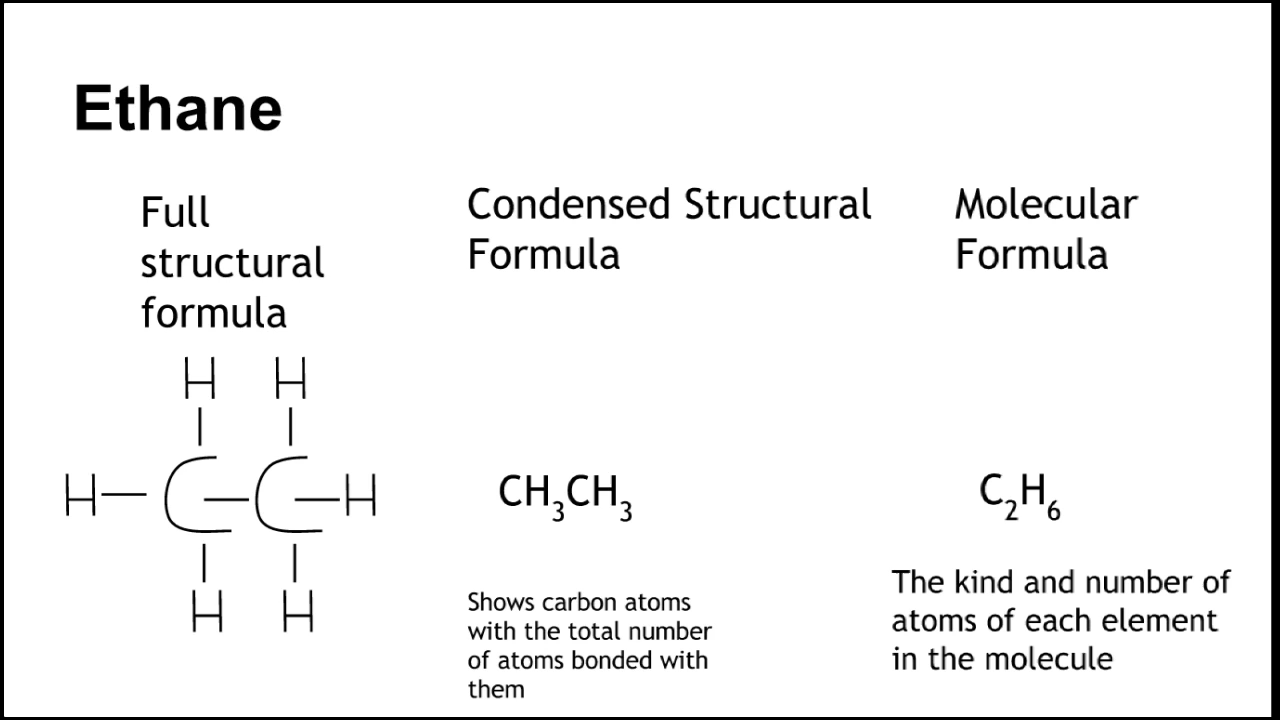 Ethane
Full
structural
formula
Condensed Structural
Formula
Molecular
Formula
H H
H C C H
H H
CH₃CH₃
C₂H₆
Shows carbon atoms
with the total number
of atoms bonded with
them
The kind and number of
atoms of each element
in the molecule